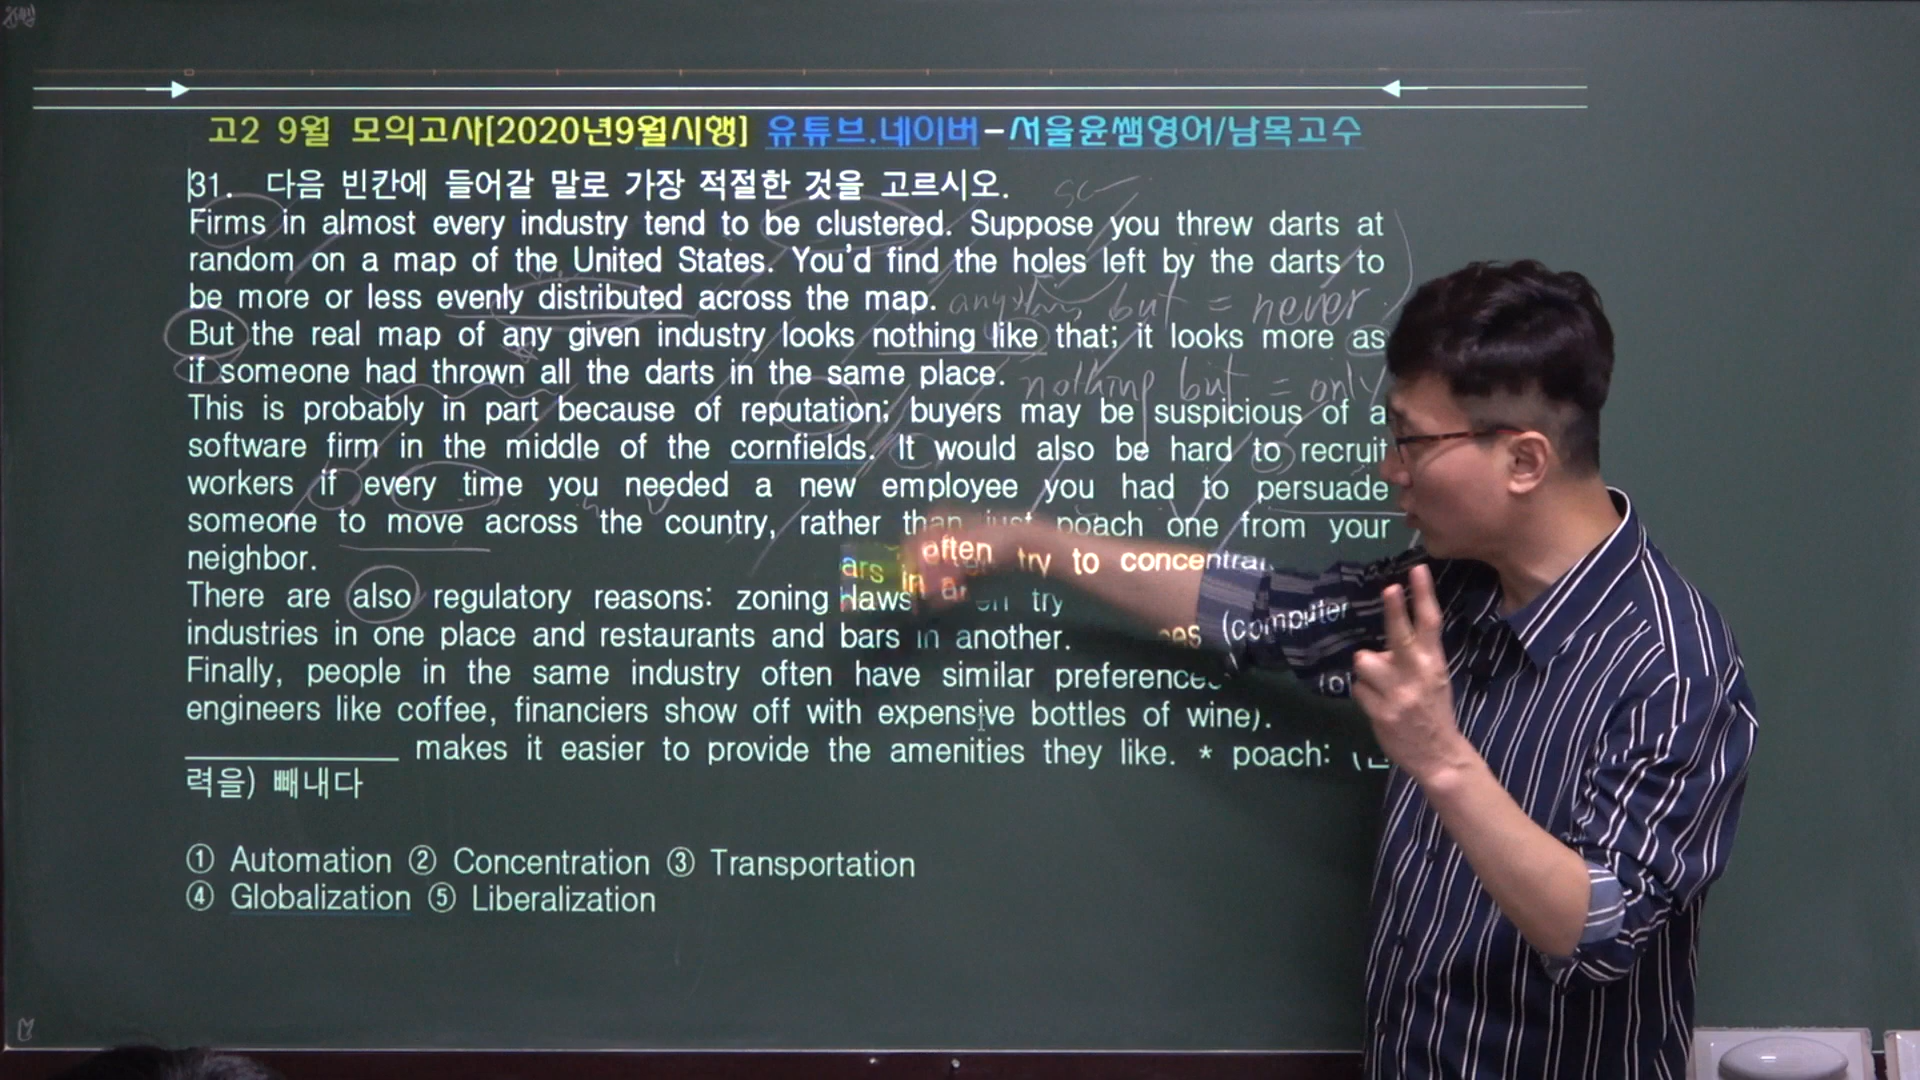 고2 9월 모의고사[2020년9월시행] 유튜브.네이버-서울윤쌤영어/남목고수
31. 다음 빈칸에 들어갈 말로 가장 적절한 것을 고르시오.
Firms in almost every industry tend to be clustered. Suppose you threw darts at
random on a map of the United States. You'd find the holes left by the darts to
be more or less evenly distributed across the map. anything but = never
But the real map of any given industry looks nothing like that; it looks more as
if someone had thrown all the darts in the same place. nothing but = only
This is probably in part because of reputation; buyers may be suspicious of a
software firm in the middle of the cornfields. It would also be hard to recruit
workers if every time you needed a new employee you had to persuade
someone to move across the country, rather than just poach one from your
neighbor.
There are also regulatory reasons: zoning laws often try to concentrat
industries in one place and restaurants and bars in another.
Finally, people in the same industry often have similar preferences (computer
engineers like coffee, financiers show off with expensive bottles of wine).
makes it easier to provide the amenities they like. * poach: (
력을) 빼내다
① Automation ② Concentration ③ Transportation
④ Globalization ⑤ Liberalization